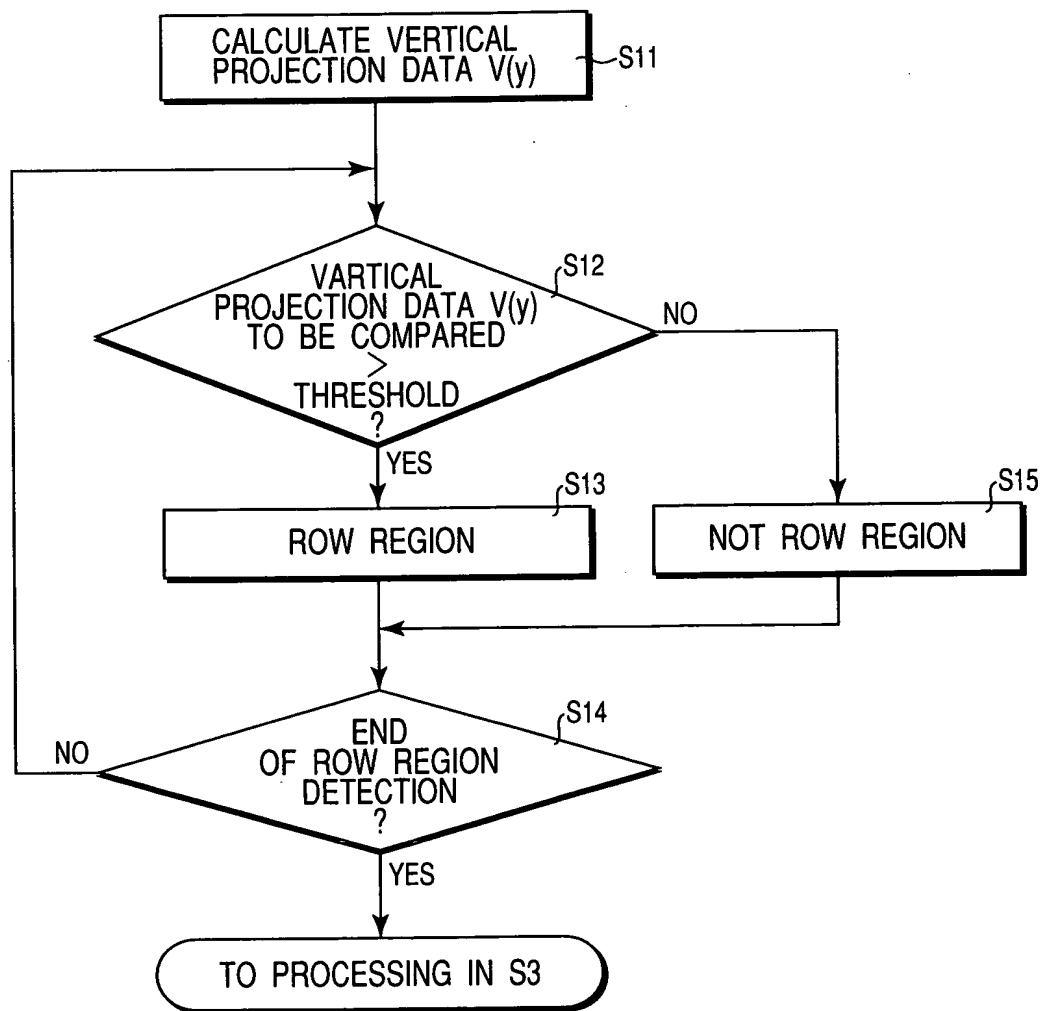 CALCULATE VERTICAL
PROJECTION DATA V(y)
S11
S12
VARTICAL
PROJECTION DATA V(y)
TO BE COMPARED
>
THRESHOLD
?
NO
YES
S13
ROW REGION
S15
NOT ROW REGION
S14
END
OF ROW REGION
DETECTION
?
NO
YES
TO PROCESSING IN S3